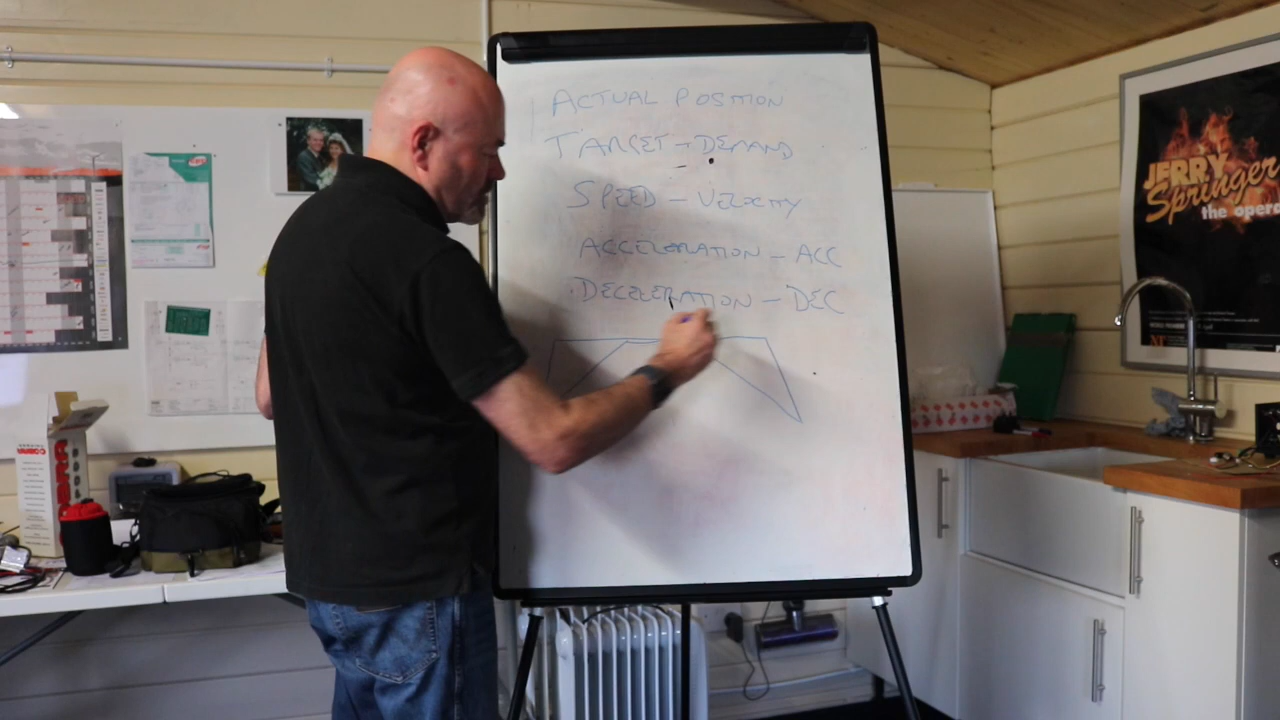 ACTUAL POSITION
TARGET → DEMAND
SPEED – VELOCITY
ACCELERATION – ACC
DECELERATION – DEC
JERRY
Springer
the opera